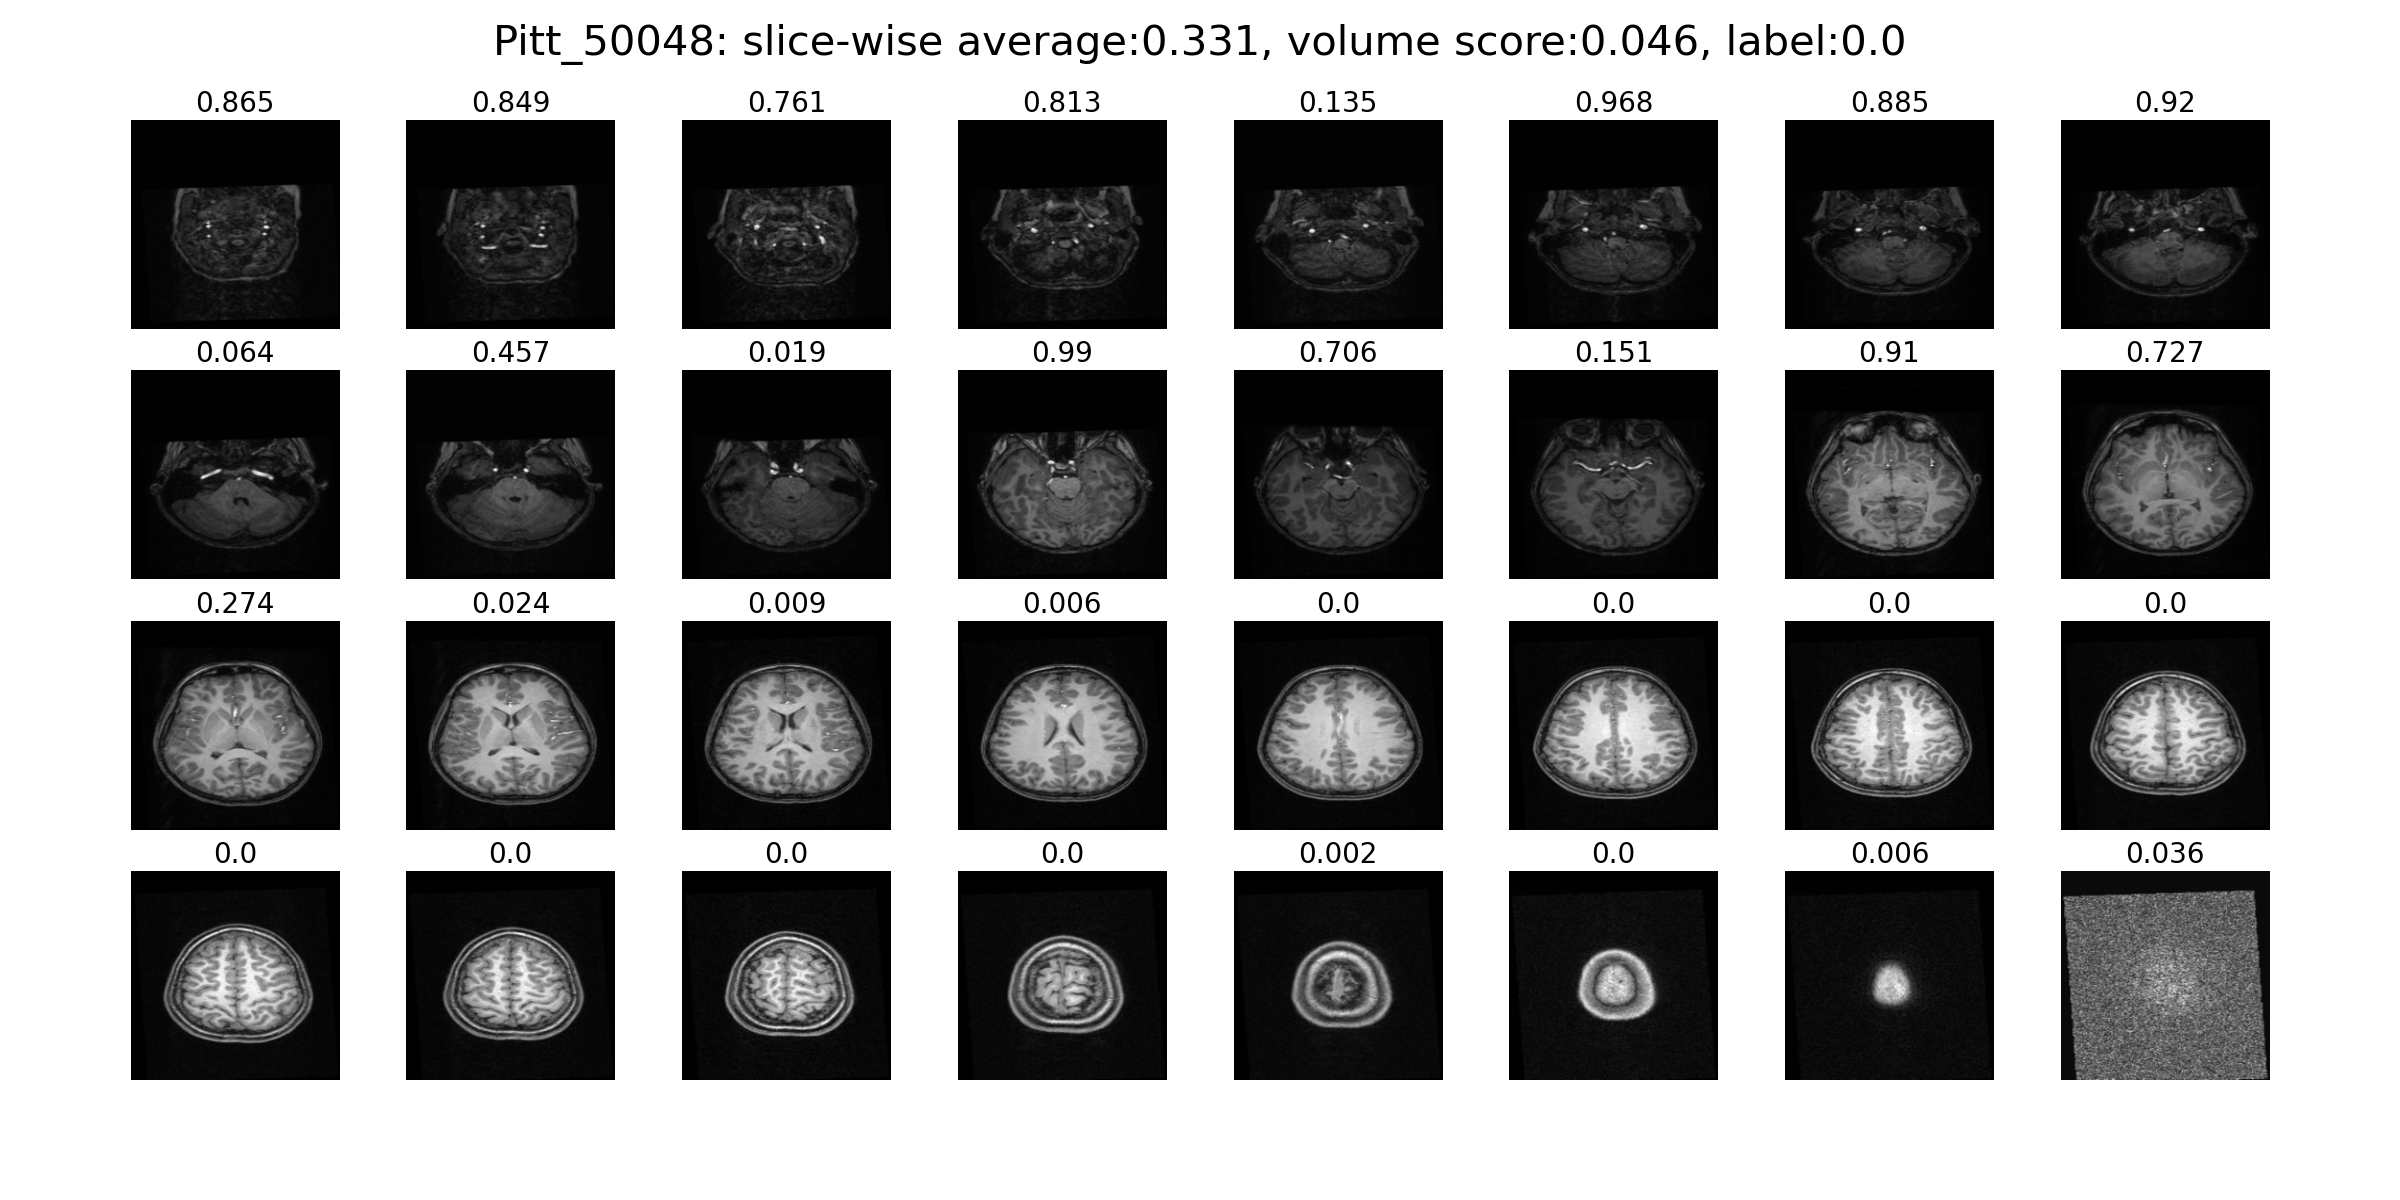 Pitt_50048: slice-wise average:0.331, volume score:0.046, label:0.0
0.865 0.849 0.761 0.813 0.135 0.968 0.885 0.92
0.064 0.457 0.019 0.99 0.706 0.151 0.91 0.727
0.274 0.024 0.009 0.006 0.0 0.0 0.0 0.0
0.0 0.0 0.0 0.0 0.002 0.0 0.006 0.036